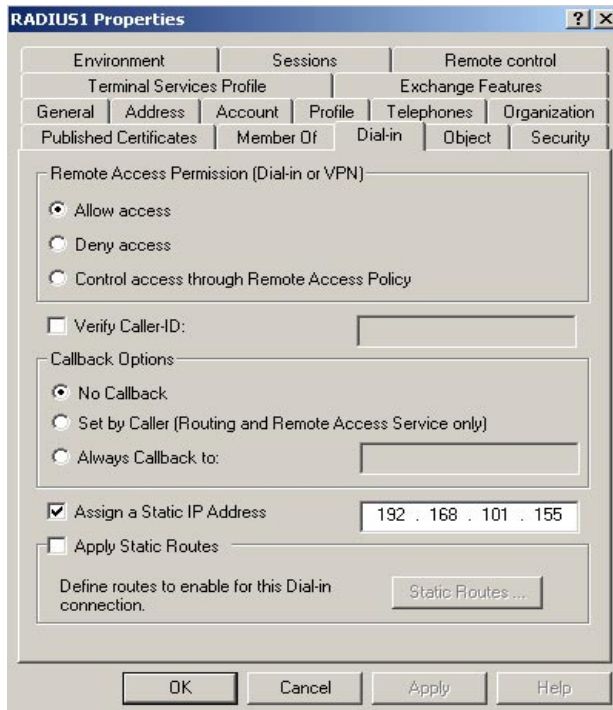 RADIUS1 Properties
Environment Sessions Remote control
Terminal Services Profile Exchange Features
General Address Account Profile Telephones Organization
Published Certificates Member Of Dial-in Object Security
Remote Access Permission (Dial-in or VPN)
Allow access
Deny access
Control access through Remote Access Policy
Verify Caller-ID:
Callback Options
No Callback
Set by Caller (Routing and Remote Access Service only)
Always Callback to:
Assign a Static IP Address 192 . 168 . 101 . 155
Apply Static Routes
Define routes to enable for this Dial-in
connection.
Static Routes ...
OK Cancel Apply Help